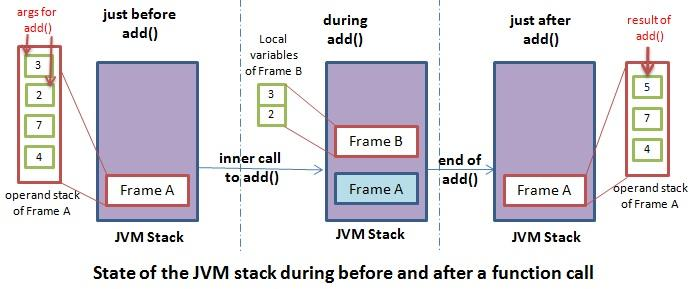 args for
add()
3
2
7
4
operand stack
of Frame A
just before
add()
Frame A
JVM Stack
inner call
to add()
Local
variables
of Frame B
3
2
during
add()
Frame B
Frame A
JVM Stack
end of
add()
just after
add()
Frame A
JVM Stack
result of
add()
5
7
4
operand stack
of Frame A
State of the JVM stack during before and after a function call